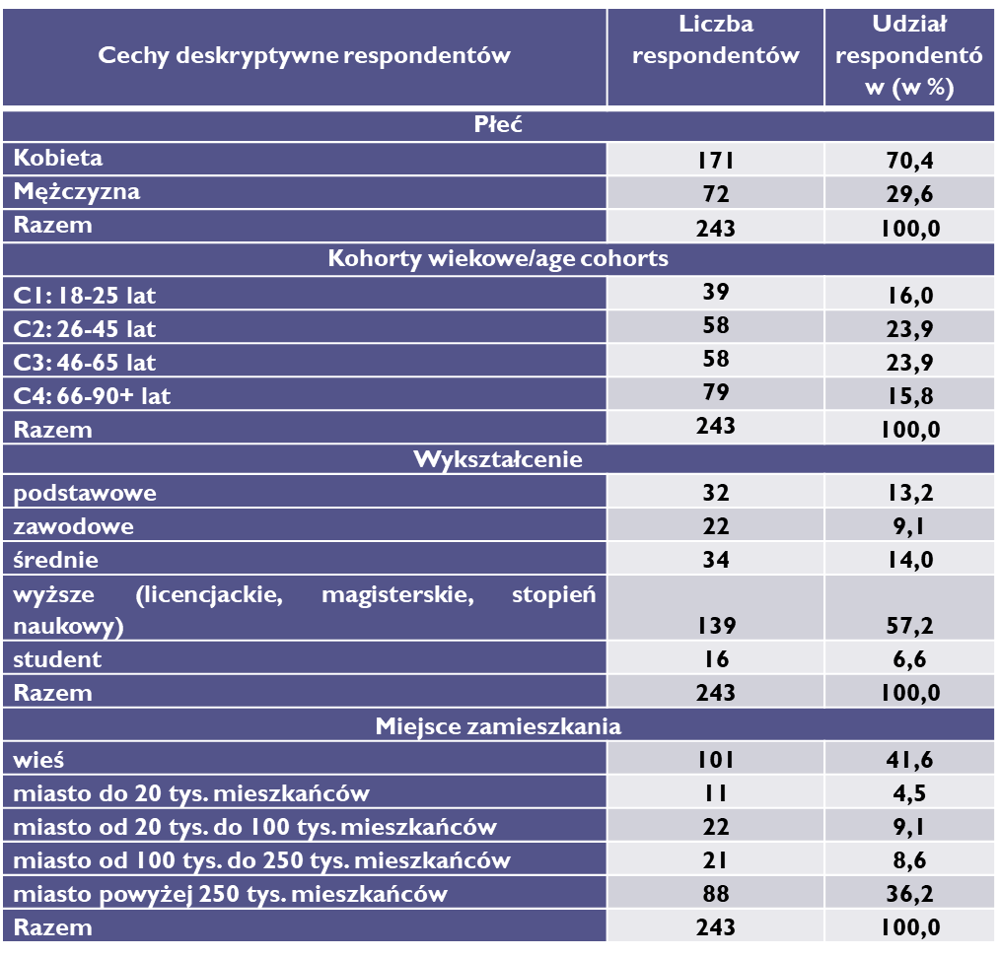 Cechy deskryptywne respondentów
Liczba
respondentów
Udział
respondentó
w (w %)
Płeć
Kobieta 171 70,4
Mężczyzna 72 29,6
Razem 243 100,0
Kohorty wiekowe/age cohorts
C1: 18-25 lat 39 16,0
C2: 26-45 lat 58 23,9
C3: 46-65 lat 58 23,9
C4: 66-90+ lat 79 15,8
Razem 243 100,0
Wykształcenie
podstawowe 32 13,2
zawodowe 22 9,1
średnie 34 14,0
wyższe (licencjackie, magisterskie, stopień
naukowy) 139 57,2
student 16 6,6
Razem 243 100,0
Miejsce zamieszkania
wieś 101 41,6
miasto do 20 tys. mieszkańców 11 4,5
miasto od 20 tys. do 100 tys. mieszkańców 22 9,1
miasto od 100 tys. do 250 tys. mieszkańców 21 8,6
miasto powyżej 250 tys. mieszkańców 88 36,2
Razem 243 100,0